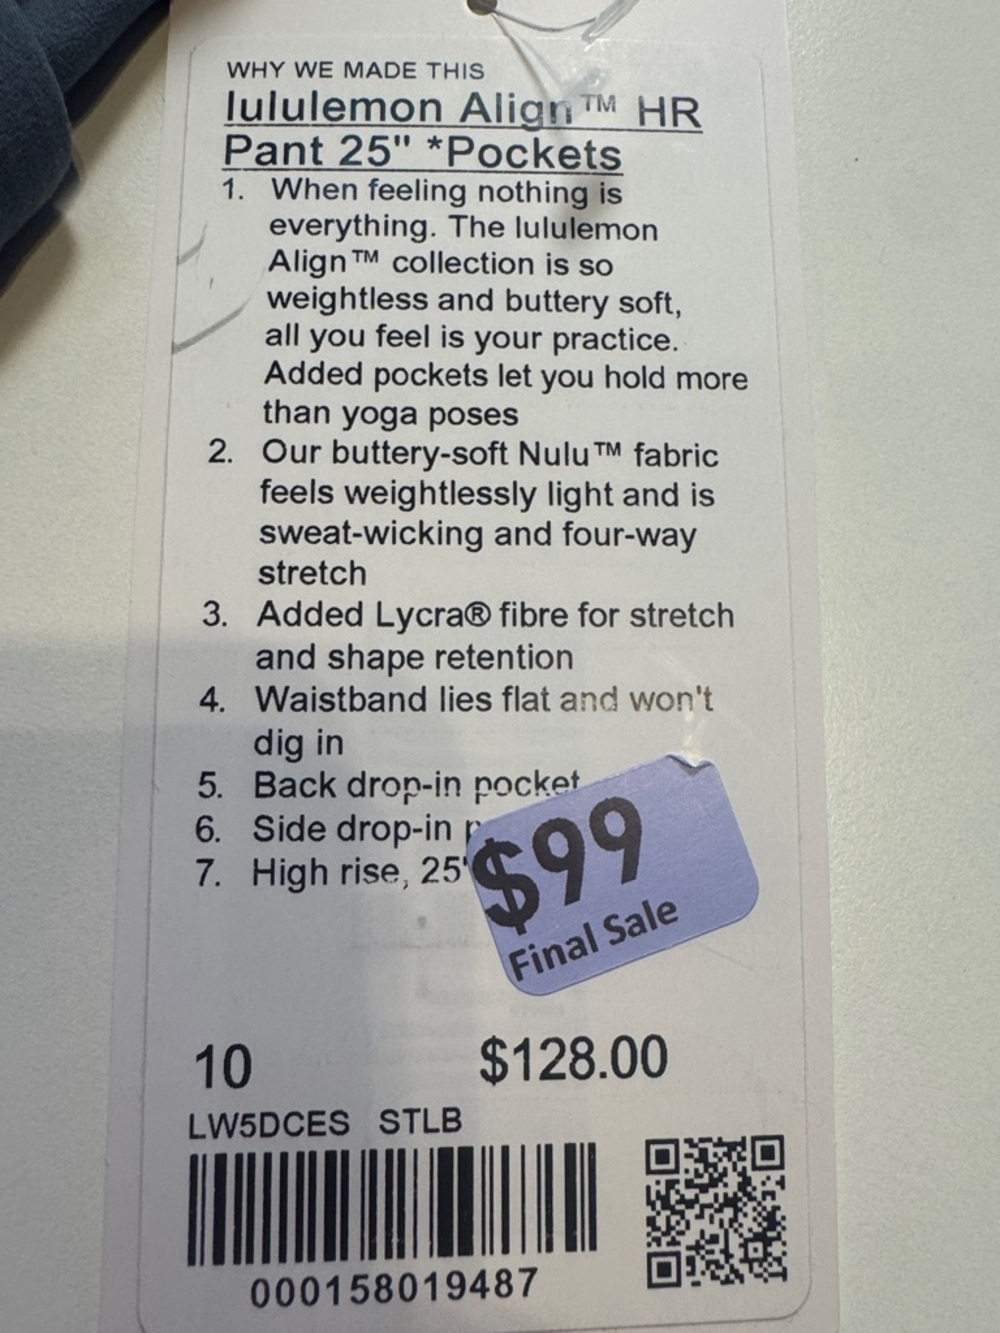 WHY WE MADE THIS
lululemon Align™ HR
Pant 25" *Pockets
1. When feeling nothing is
everything. The lululemon
Align™ collection is so
weightless and buttery soft,
all you feel is your practice.
Added pockets let you hold more
than yoga poses
2. Our buttery-soft Nulu™ fabric
feels weightlessly light and is
sweat-wicking and four-way
stretch
3. Added Lycra® fibre for stretch
and shape retention
4. Waistband lies flat and won't
dig in
5. Back drop-in pocket
6. Side drop-in
7. High rise, 25"
$99
Final Sale
10 $128.00
LW5DCES STLB
000158019487